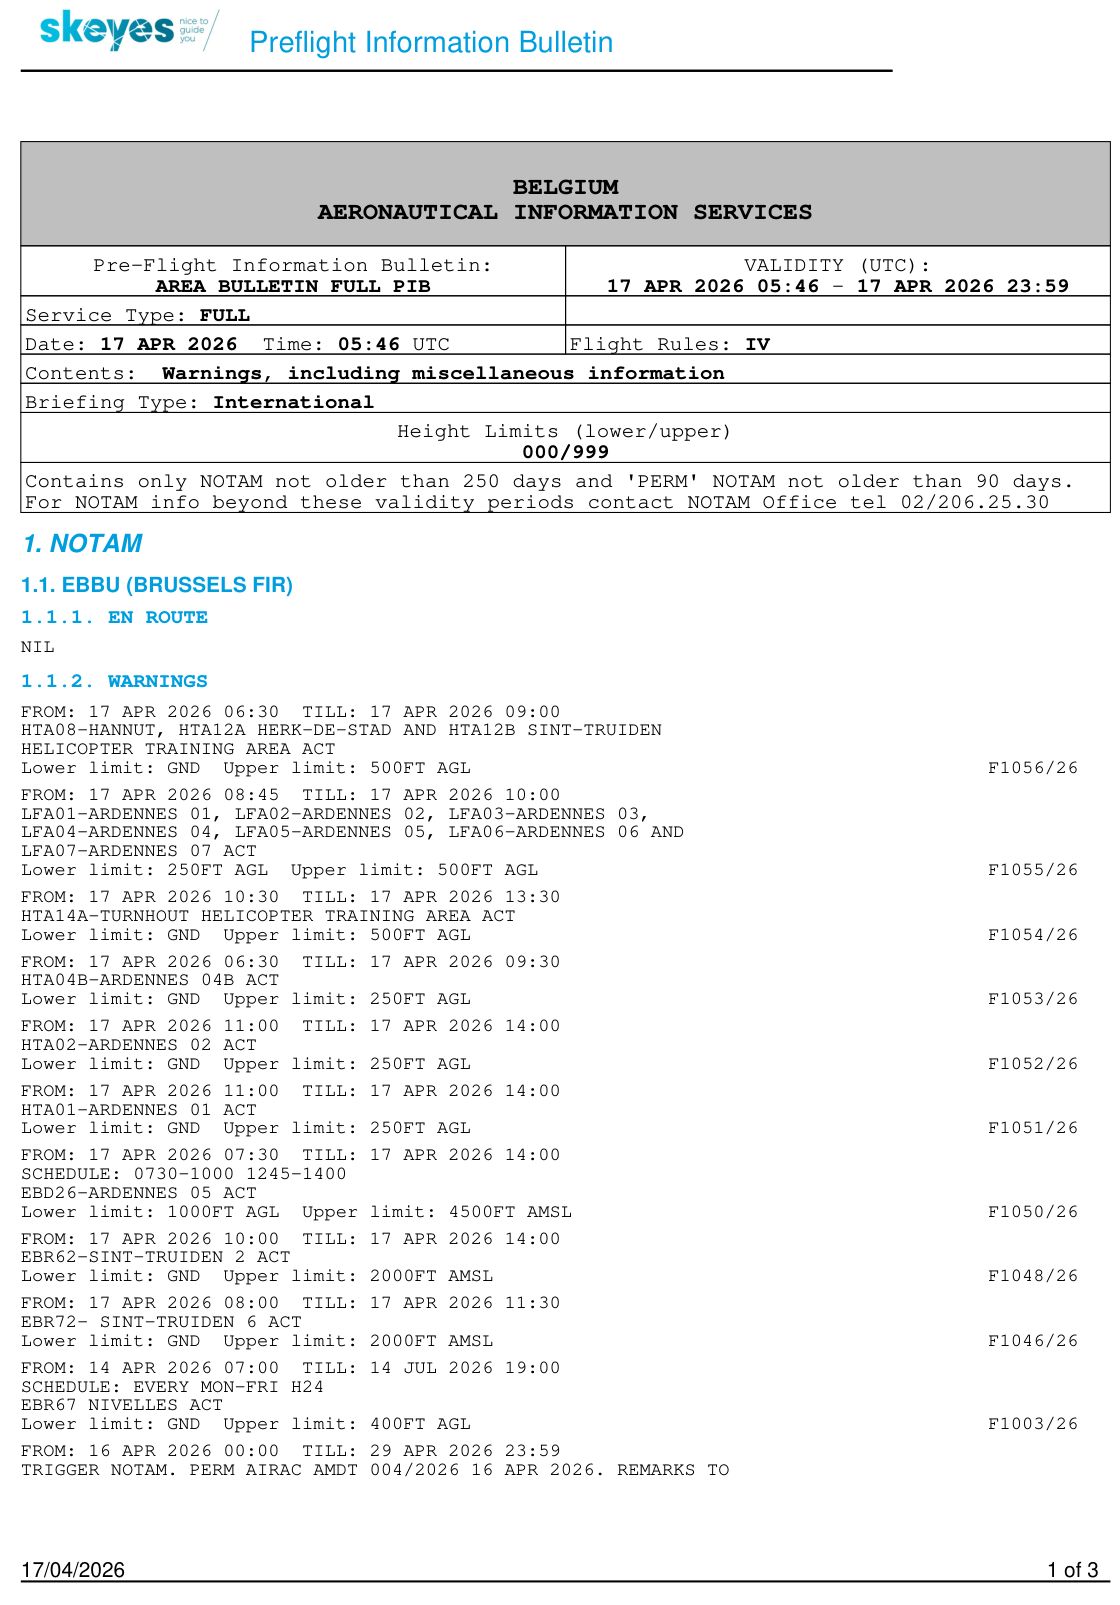 skeyes nice to guide you
Preflight Information Bulletin
BELGIUM
AERONAUTICAL INFORMATION SERVICES
Pre-Flight Information Bulletin:
AREA BULLETIN FULL PIB
VALIDITY (UTC):
17 APR 2026 05:46 - 17 APR 2026 23:59
Service Type: FULL
Date: 17 APR 2026  Time: 05:46 UTC
Flight Rules: IV
Contents:  Warnings, including miscellaneous information
Briefing Type: International
Height Limits (lower/upper)
000/999
Contains only NOTAM not older than 250 days and 'PERM' NOTAM not older than 90 days.
For NOTAM info beyond these validity periods contact NOTAM Office tel 02/206.25.30
1. NOTAM
1.1. EBBU (BRUSSELS FIR)
1.1.1. EN ROUTE
NIL
1.1.2. WARNINGS
FROM: 17 APR 2026 06:30  TILL: 17 APR 2026 09:00
HTA08-HANNUT, HTA12A HERK-DE-STAD AND HTA12B SINT-TRUIDEN
HELICOPTER TRAINING AREA ACT
Lower limit: GND  Upper limit: 500FT AGL F1056/26
FROM: 17 APR 2026 08:45  TILL: 17 APR 2026 10:00
LFA01-ARDENNES 01, LFA02-ARDENNES 02, LFA03-ARDENNES 03,
LFA04-ARDENNES 04, LFA05-ARDENNES 05, LFA06-ARDENNES 06 AND
LFA07-ARDENNES 07 ACT
Lower limit: 250FT AGL  Upper limit: 500FT AGL F1055/26
FROM: 17 APR 2026 10:30  TILL: 17 APR 2026 13:30
HTA14A-TURNHOUT HELICOPTER TRAINING AREA ACT
Lower limit: GND  Upper limit: 500FT AGL F1054/26
FROM: 17 APR 2026 06:30  TILL: 17 APR 2026 09:30
HTA04B-ARDENNES 04B ACT
Lower limit: GND  Upper limit: 250FT AGL F1053/26
FROM: 17 APR 2026 11:00  TILL: 17 APR 2026 14:00
HTA02-ARDENNES 02 ACT
Lower limit: GND  Upper limit: 250FT AGL F1052/26
FROM: 17 APR 2026 11:00  TILL: 17 APR 2026 14:00
HTA01-ARDENNES 01 ACT
Lower limit: GND  Upper limit: 250FT AGL F1051/26
FROM: 17 APR 2026 07:30  TILL: 17 APR 2026 14:00
SCHEDULE: 0730-1000 1245-1400
EBD26-ARDENNES 05 ACT
Lower limit: 1000FT AGL  Upper limit: 4500FT AMSL F1050/26
FROM: 17 APR 2026 10:00  TILL: 17 APR 2026 14:00
EBR62-SINT-TRUIDEN 2 ACT
Lower limit: GND  Upper limit: 2000FT AMSL F1048/26
FROM: 17 APR 2026 08:00  TILL: 17 APR 2026 11:30
EBR72- SINT-TRUIDEN 6 ACT
Lower limit: GND  Upper limit: 2000FT AMSL F1046/26
FROM: 14 APR 2026 07:00  TILL: 14 JUL 2026 19:00
SCHEDULE: EVERY MON-FRI H24
EBR67 NIVELLES ACT
Lower limit: GND  Upper limit: 400FT AGL F1003/26
FROM: 16 APR 2026 00:00  TILL: 29 APR 2026 23:59
TRIGGER NOTAM. PERM AIRAC AMDT 004/2026 16 APR 2026. REMARKS TO
17/04/2026 1 of 3